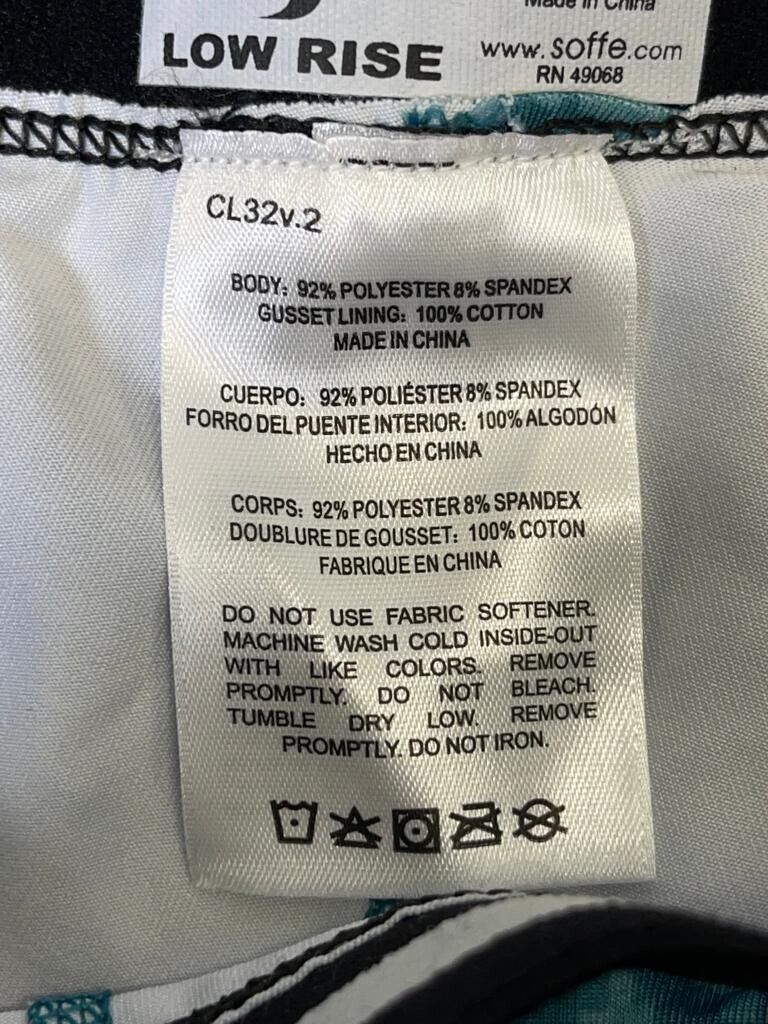 Made in China
LOW RISE
www.soffe.com
RN 49068
CL32v.2
BODY: 92% POLYESTER 8% SPANDEX
GUSSET LINING: 100% COTTON
MADE IN CHINA
CUERPO: 92% POLIÉSTER 8% SPANDEX
FORRO DEL PUENTE INTERIOR: 100% ALGODÓN
HECHO EN CHINA
CORPS: 92% POLYESTER 8% SPANDEX
DOUBLURE DE GOUSSET: 100% COTON
FABRIQUE EN CHINA
DO NOT USE FABRIC SOFTENER.
MACHINE WASH COLD INSIDE-OUT
WITH LIKE COLORS. REMOVE
PROMPTLY. DO NOT BLEACH.
TUMBLE DRY LOW. REMOVE
PROMPTLY. DO NOT IRON.